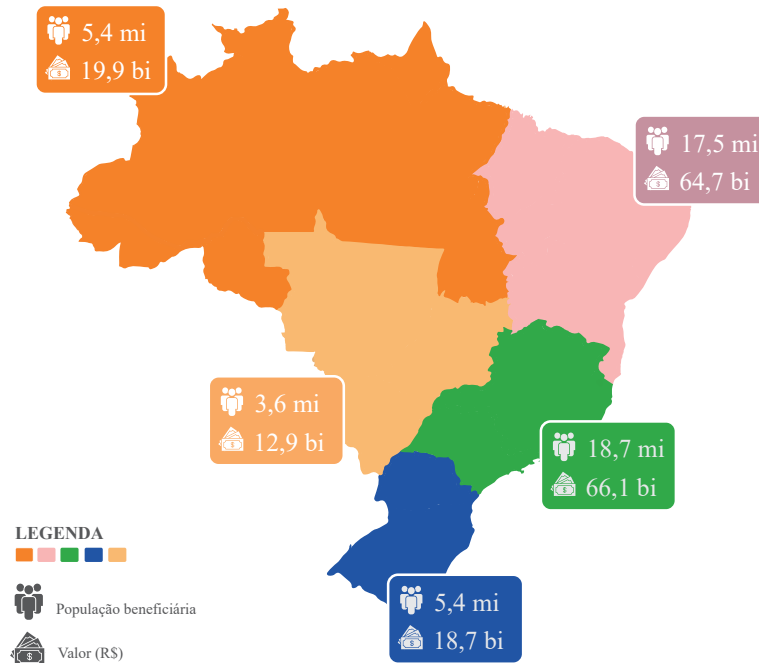 5,4 mi
19,9 bi
17,5 mi
64,7 bi
3,6 mi
12,9 bi
18,7 mi
66,1 bi
5,4 mi
18,7 bi
LEGENDA
População beneficiária
Valor (R$)